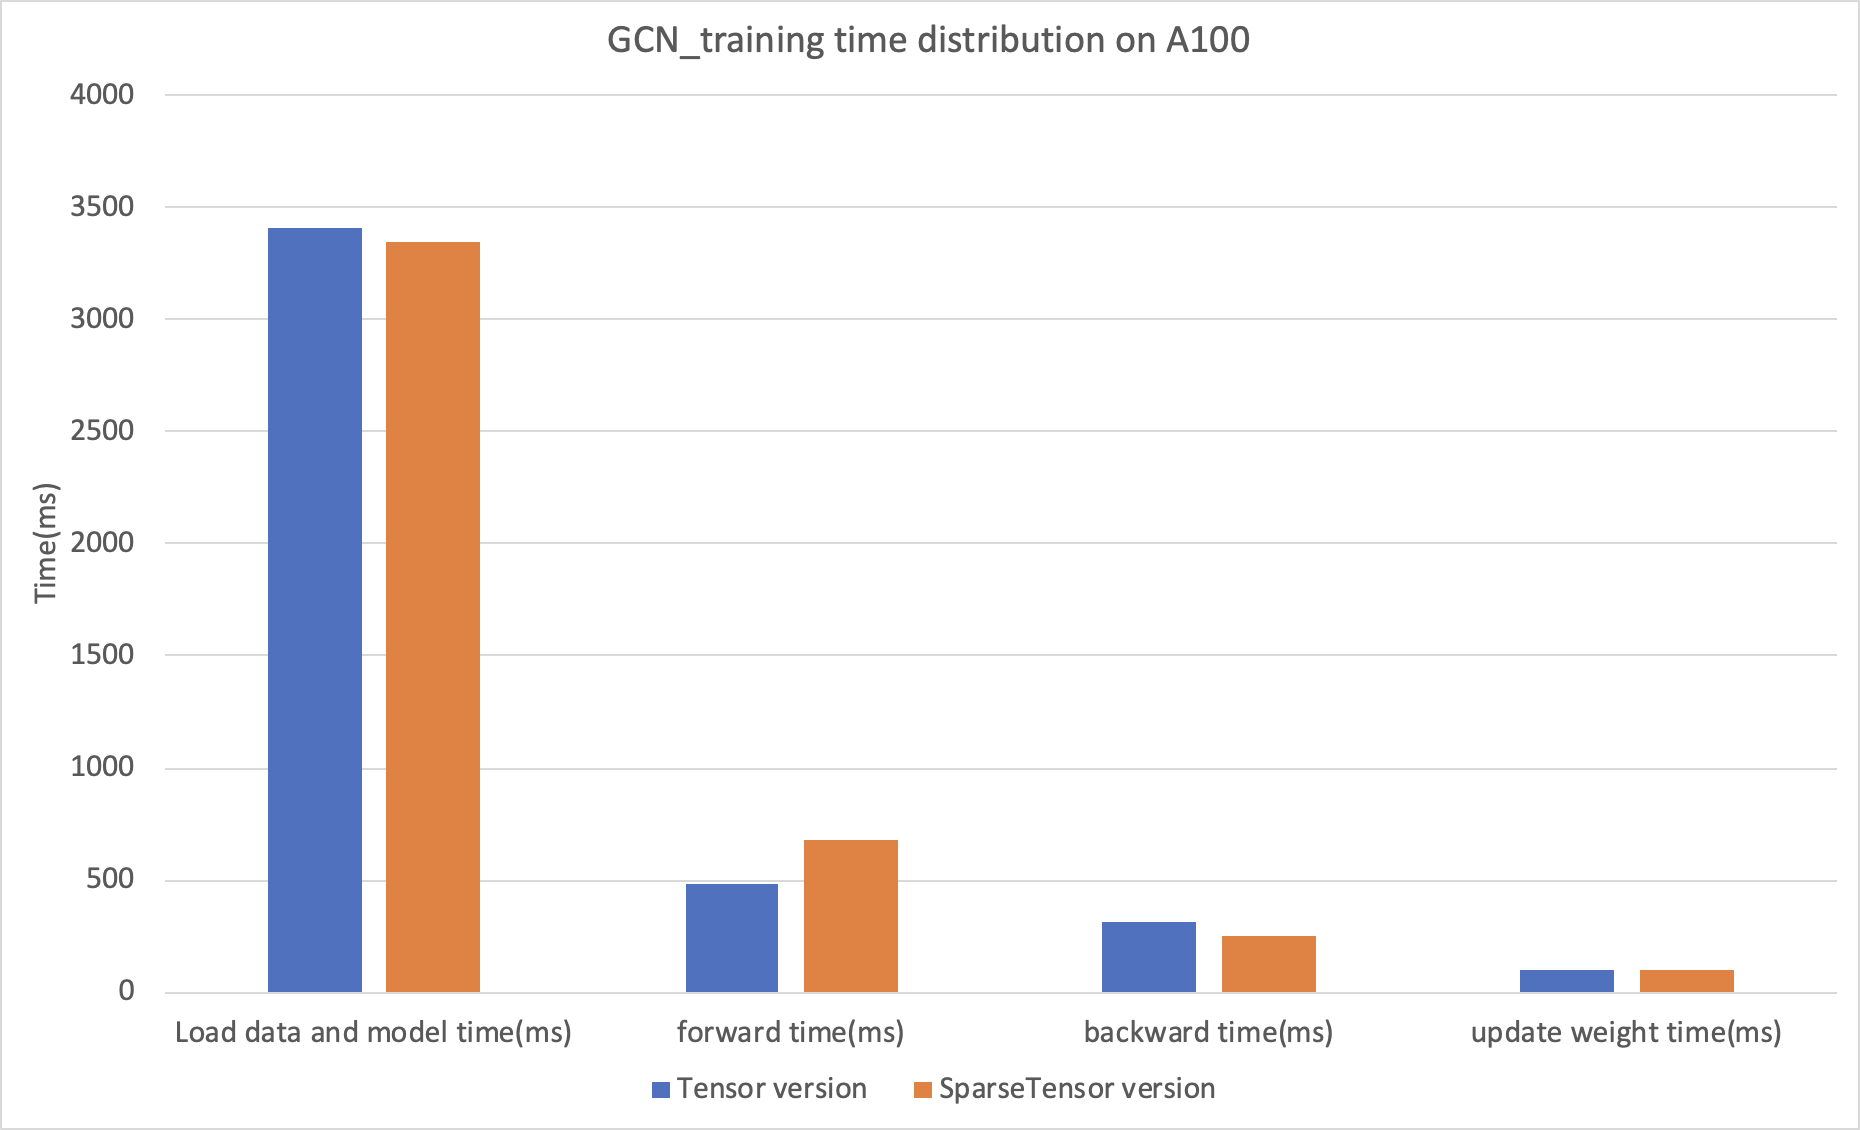 GCN_training time distribution on A100
4000
3500
3000
2500
2000
1500
1000
500
0
Time(ms)
Load data and model time(ms) forward time(ms) backward time(ms) update weight time(ms)
Tensor version SparseTensor version